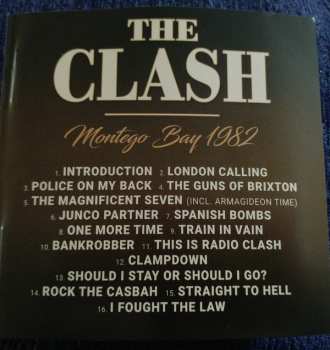 THE
CLASH
Montego Bay 1982
1. INTRODUCTION 2. LONDON CALLING
3. POLICE ON MY BACK 4. THE GUNS OF BRIXTON
5. THE MAGNIFICENT SEVEN (INCL. ARMAGIDEON TIME)
6. JUNCO PARTNER 7. SPANISH BOMBS
8. ONE MORE TIME 9. TRAIN IN VAIN
10. BANKROBBER 11. THIS IS RADIO CLASH
12. CLAMPDOWN
13. SHOULD I STAY OR SHOULD I GO?
14. ROCK THE CASBAH 15. STRAIGHT TO HELL
16. I FOUGHT THE LAW